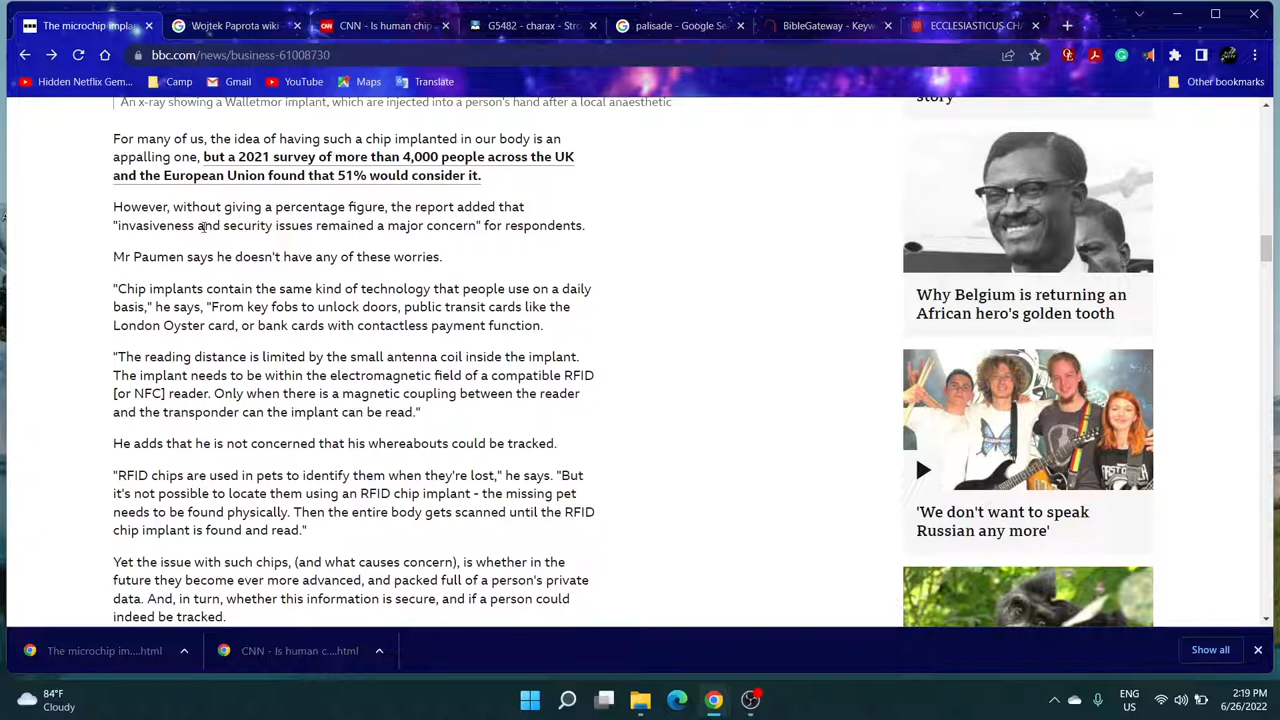 The microchip impla
Wojtek Paprota wiki
CNN - Is human chip
G5482 - charax - Stro
palisade - Google Se
BibleGateway - Keyw
ECCLESIASTICUS CHA
bbc.com/news/business-61008730
Hidden Netflix Gem...
Camp
Gmail
YouTube
Maps
Translate
Other bookmarks
An x-ray showing a Walletmor implant, which are injected into a person's hand after a local anaesthetic
For many of us, the idea of having such a chip implanted in our body is an
appalling one, but a 2021 survey of more than 4,000 people across the UK
and the European Union found that 51% would consider it.
However, without giving a percentage figure, the report added that
"invasiveness and security issues remained a major concern" for respondents.
Mr Paumen says he doesn't have any of these worries.
"Chip implants contain the same kind of technology that people use on a daily
basis," he says, "From key fobs to unlock doors, public transit cards like the
London Oyster card, or bank cards with contactless payment function.
"The reading distance is limited by the small antenna coil inside the implant.
The implant needs to be within the electromagnetic field of a compatible RFID
[or NFC] reader. Only when there is a magnetic coupling between the reader
and the transponder can the implant can be read."
He adds that he is not concerned that his whereabouts could be tracked.
"RFID chips are used in pets to identify them when they're lost," he says. "But
it's not possible to locate them using an RFID chip implant - the missing pet
needs to be found physically. Then the entire body gets scanned until the RFID
chip implant is found and read."
Yet the issue with such chips, (and what causes concern), is whether in the
future they become ever more advanced, and packed full of a person's private
data. And, in turn, whether this information is secure, and if a person could
indeed be tracked.
story
Why Belgium is returning an
African hero's golden tooth
'We don't want to speak
Russian any more'
The microchip im....html
CNN - Is human c....html
Show all
84°F
Cloudy
ENG
US
2:19 PM
6/26/2022